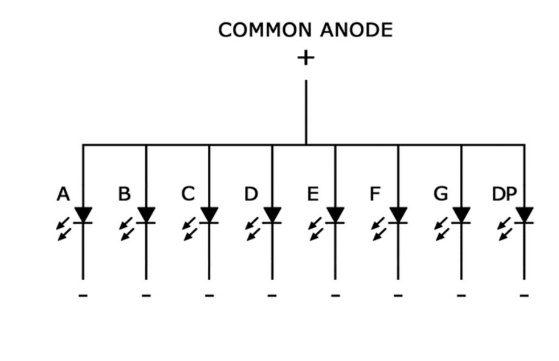 COMMON ANODE
+
A B C D E F G DP
- - - - - - - -